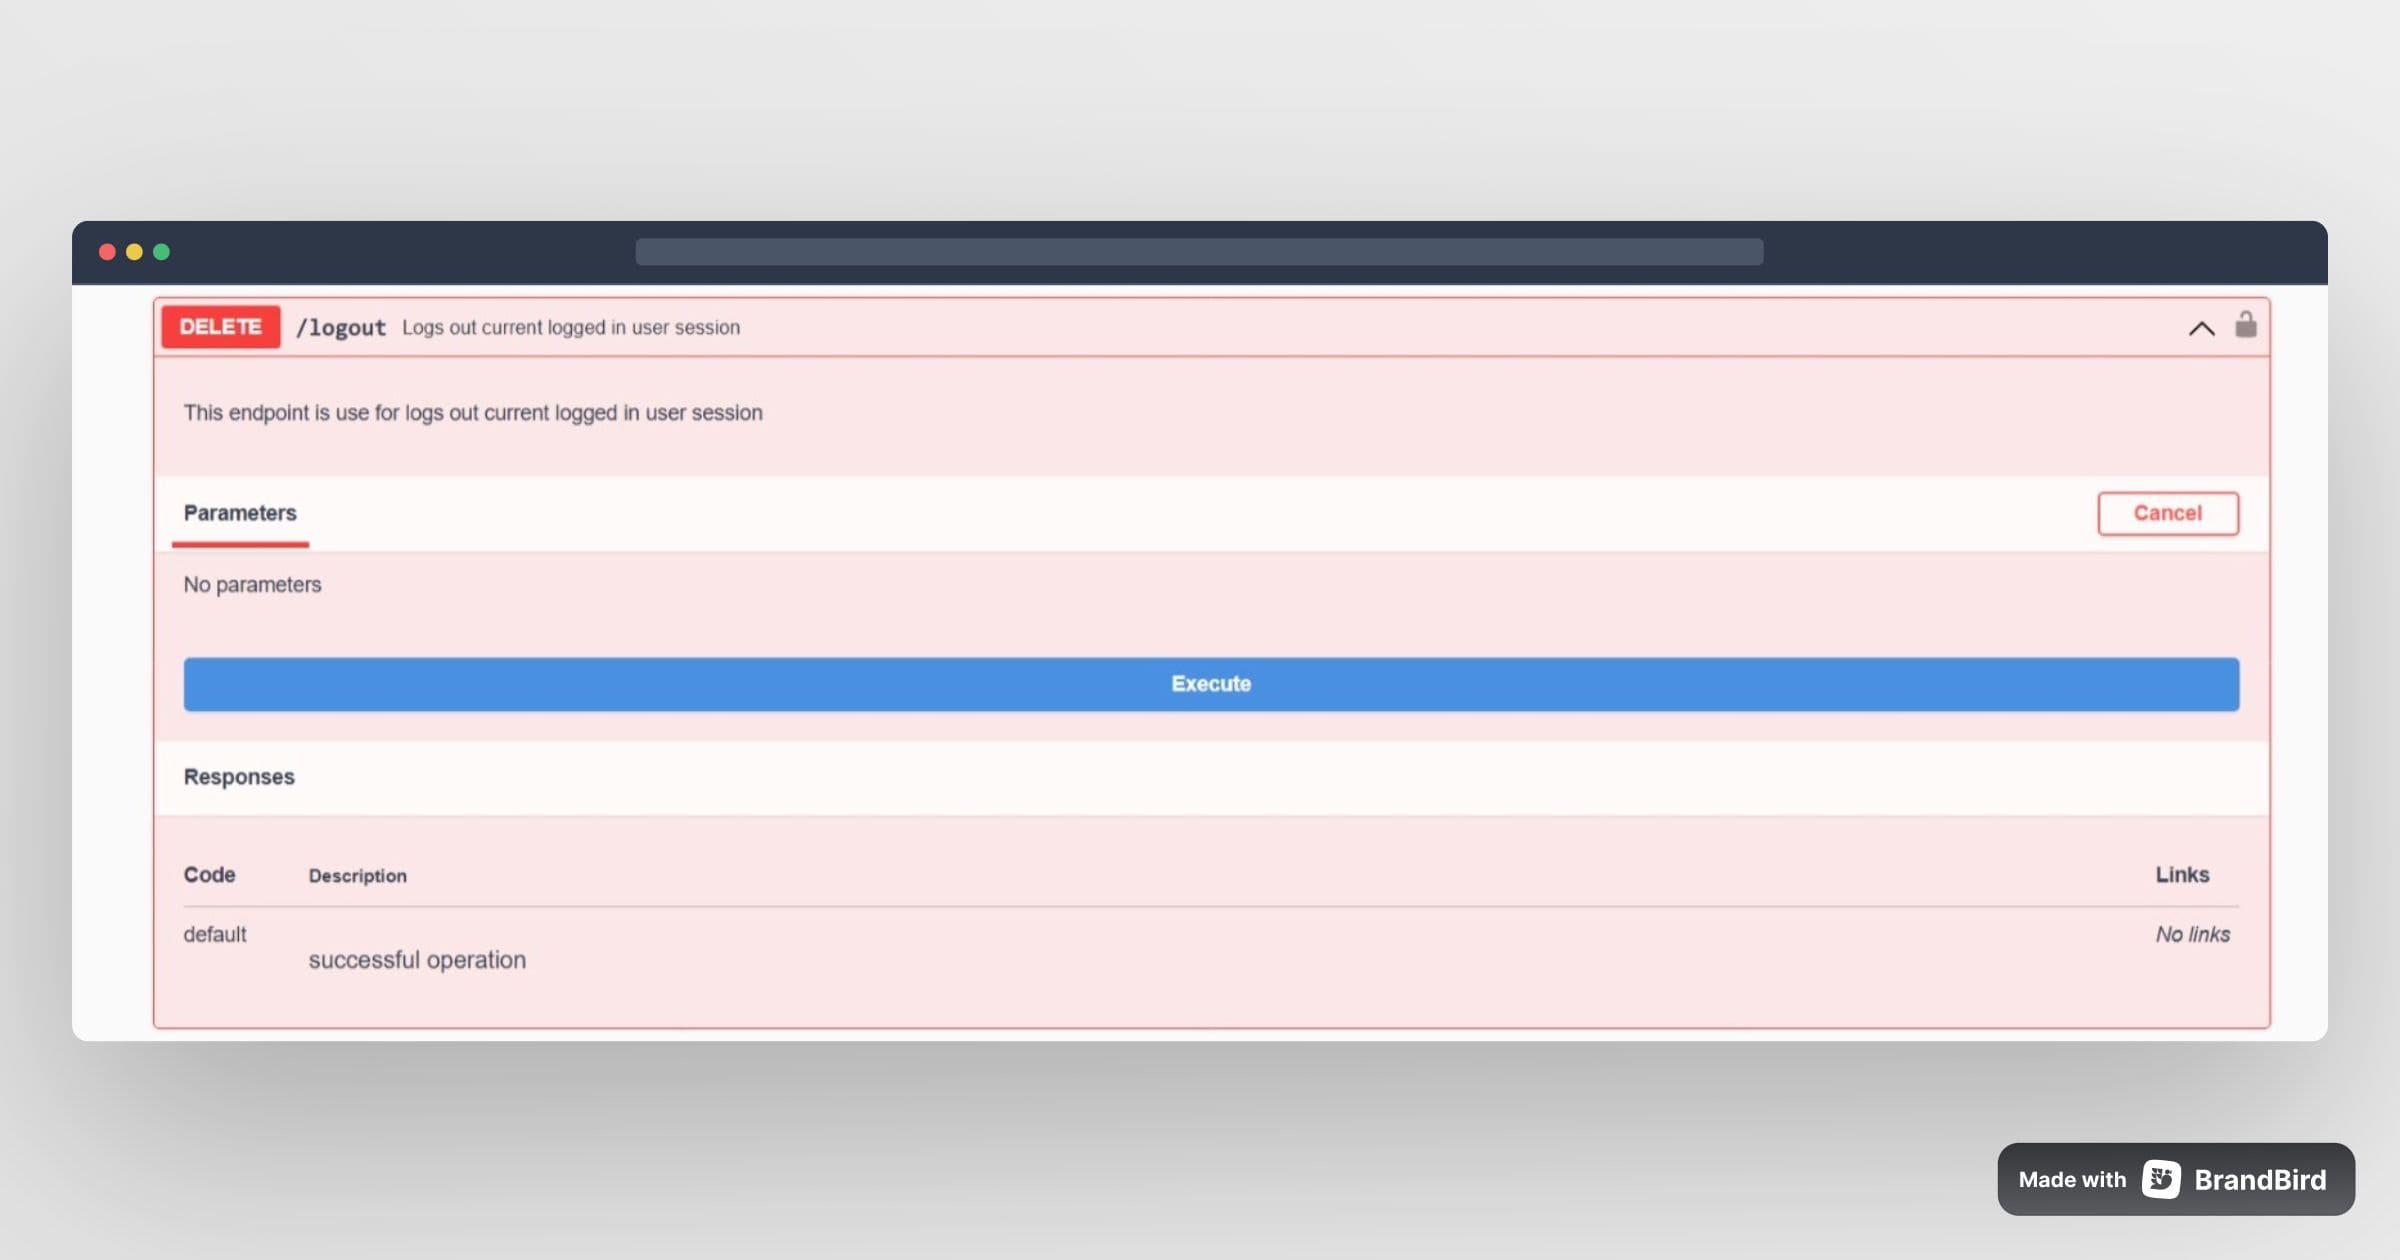 DELETE /logout Logs out current logged in user session
This endpoint is use for logs out current logged in user session
Parameters Cancel
No parameters
Execute
Responses
Code Description Links
default No links
successful operation
Made with BrandBird